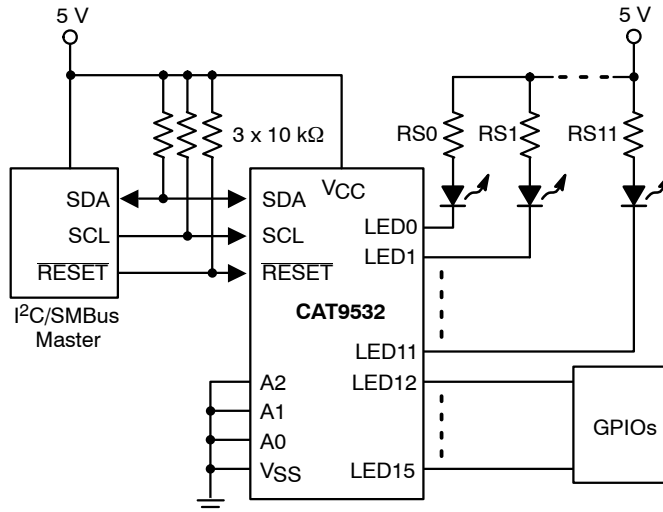 5 V
5 V
3 x 10 kΩ
RS0
RS1
RS11
SDA
SCL
RESET
I²C/SMBus
Master
VCC
SDA
SCL
RESET
CAT9532
A2
A1
A0
VSS
LED0
LED1
LED11
LED12
LED15
GPIOs